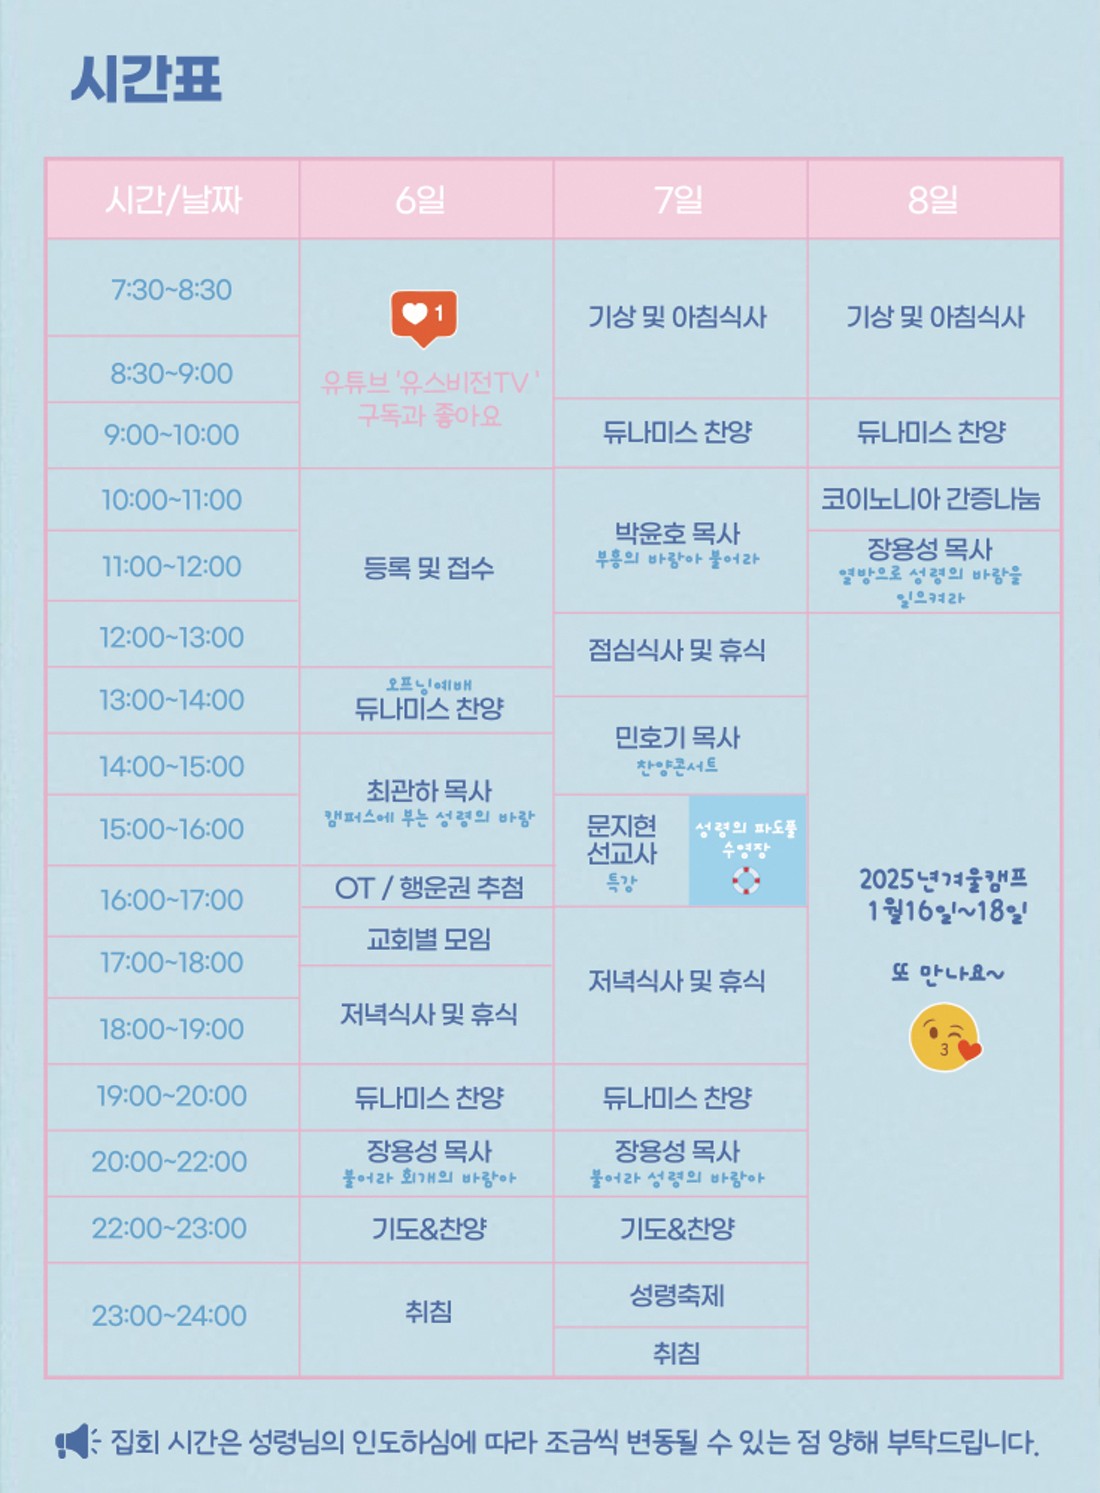 시간표
시간/날짜 6일 7일 8일
7:30~8:30
8:30~9:00
9:00~10:00
10:00~11:00
11:00~12:00
12:00~13:00
13:00~14:00
14:00~15:00
15:00~16:00
16:00~17:00
17:00~18:00
18:00~19:00
19:00~20:00
20:00~22:00
22:00~23:00
23:00~24:00
1
유튜브 '유스비전TV '
구독과 좋아요
등록 및 접수
오프닝예배
듀나미스 찬양
최관하 목사
캠퍼스에 부는 성령의 바람
OT / 행운권 추첨
교회별 모임
저녁식사 및 휴식
듀나미스 찬양
장용성 목사
불어라 회개의 바람아
기도&찬양
취침
기상 및 아침식사
듀나미스 찬양
박윤호 목사
부흥의 바람아 불어라
점심식사 및 휴식
민호기 목사
찬양콘서트
문지현
선교사
특강
성령의 파도풀
수영장
저녁식사 및 휴식
듀나미스 찬양
장용성 목사
불어라 성령의 바람아
기도&찬양
성령축제
취침
기상 및 아침식사
듀나미스 찬양
코이노니아 간증나눔
장용성 목사
열방으로 성령의 바람을
일으켜라
2025년겨울캠프
1월16일~18일
또 만나요~
집회 시간은 성령님의 인도하심에 따라 조금씩 변동될 수 있는 점 양해 부탁드립니다.